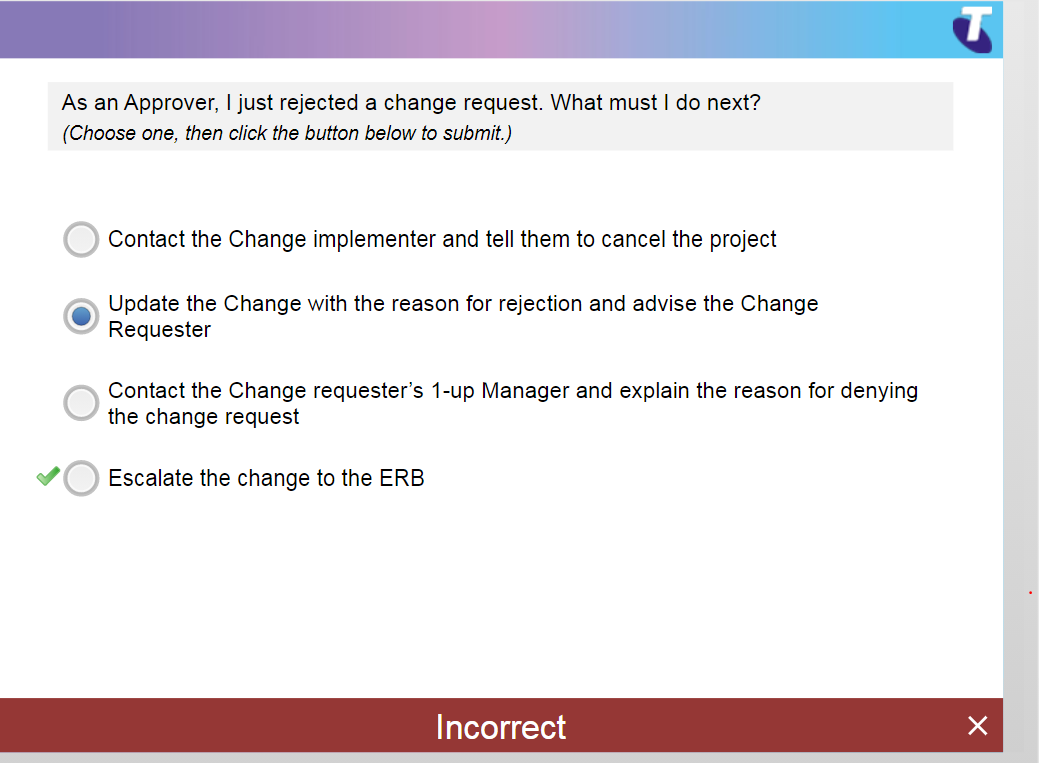 T
As an Approver, I just rejected a change request. What must I do next?
(Choose one, then click the button below to submit.)
Contact the Change implementer and tell them to cancel the project
Update the Change with the reason for rejection and advise the Change
Requester
Contact the Change requester’s 1-up Manager and explain the reason for denying
the change request
Escalate the change to the ERB
Incorrect